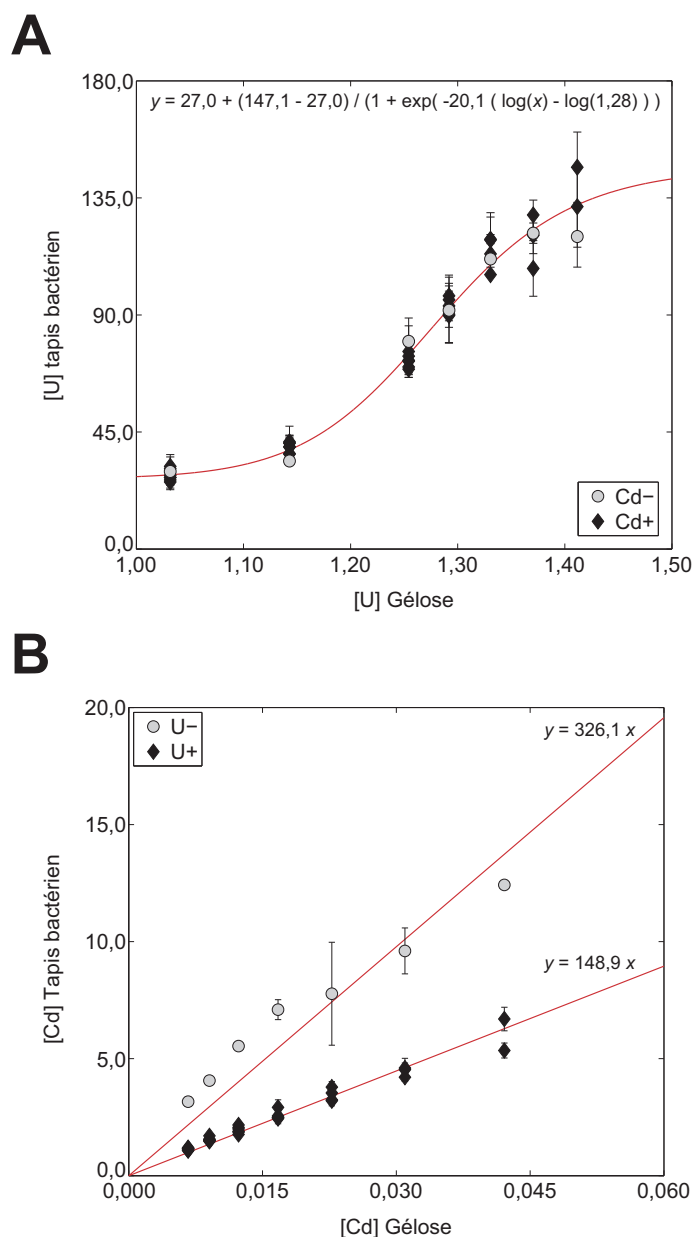 A
180,0
y = 27,0 + (147,1 - 27,0) / (1 + exp( -20,1 ( log(x) - log(1,28) ) ) )
135,0
[U] tapis bactérien
90,0
45,0
Cd−
Cd+
0,0
1,00 1,10 1,20 1,30 1,40 1,50
[U] Gélose
B
20,0
U−
U+
y = 326,1 x
15,0
[Cd] Tapis bactérien
10,0
y = 148,9 x
5,0
0,0
0,000 0,015 0,030 0,045 0,060
[Cd] Gélose